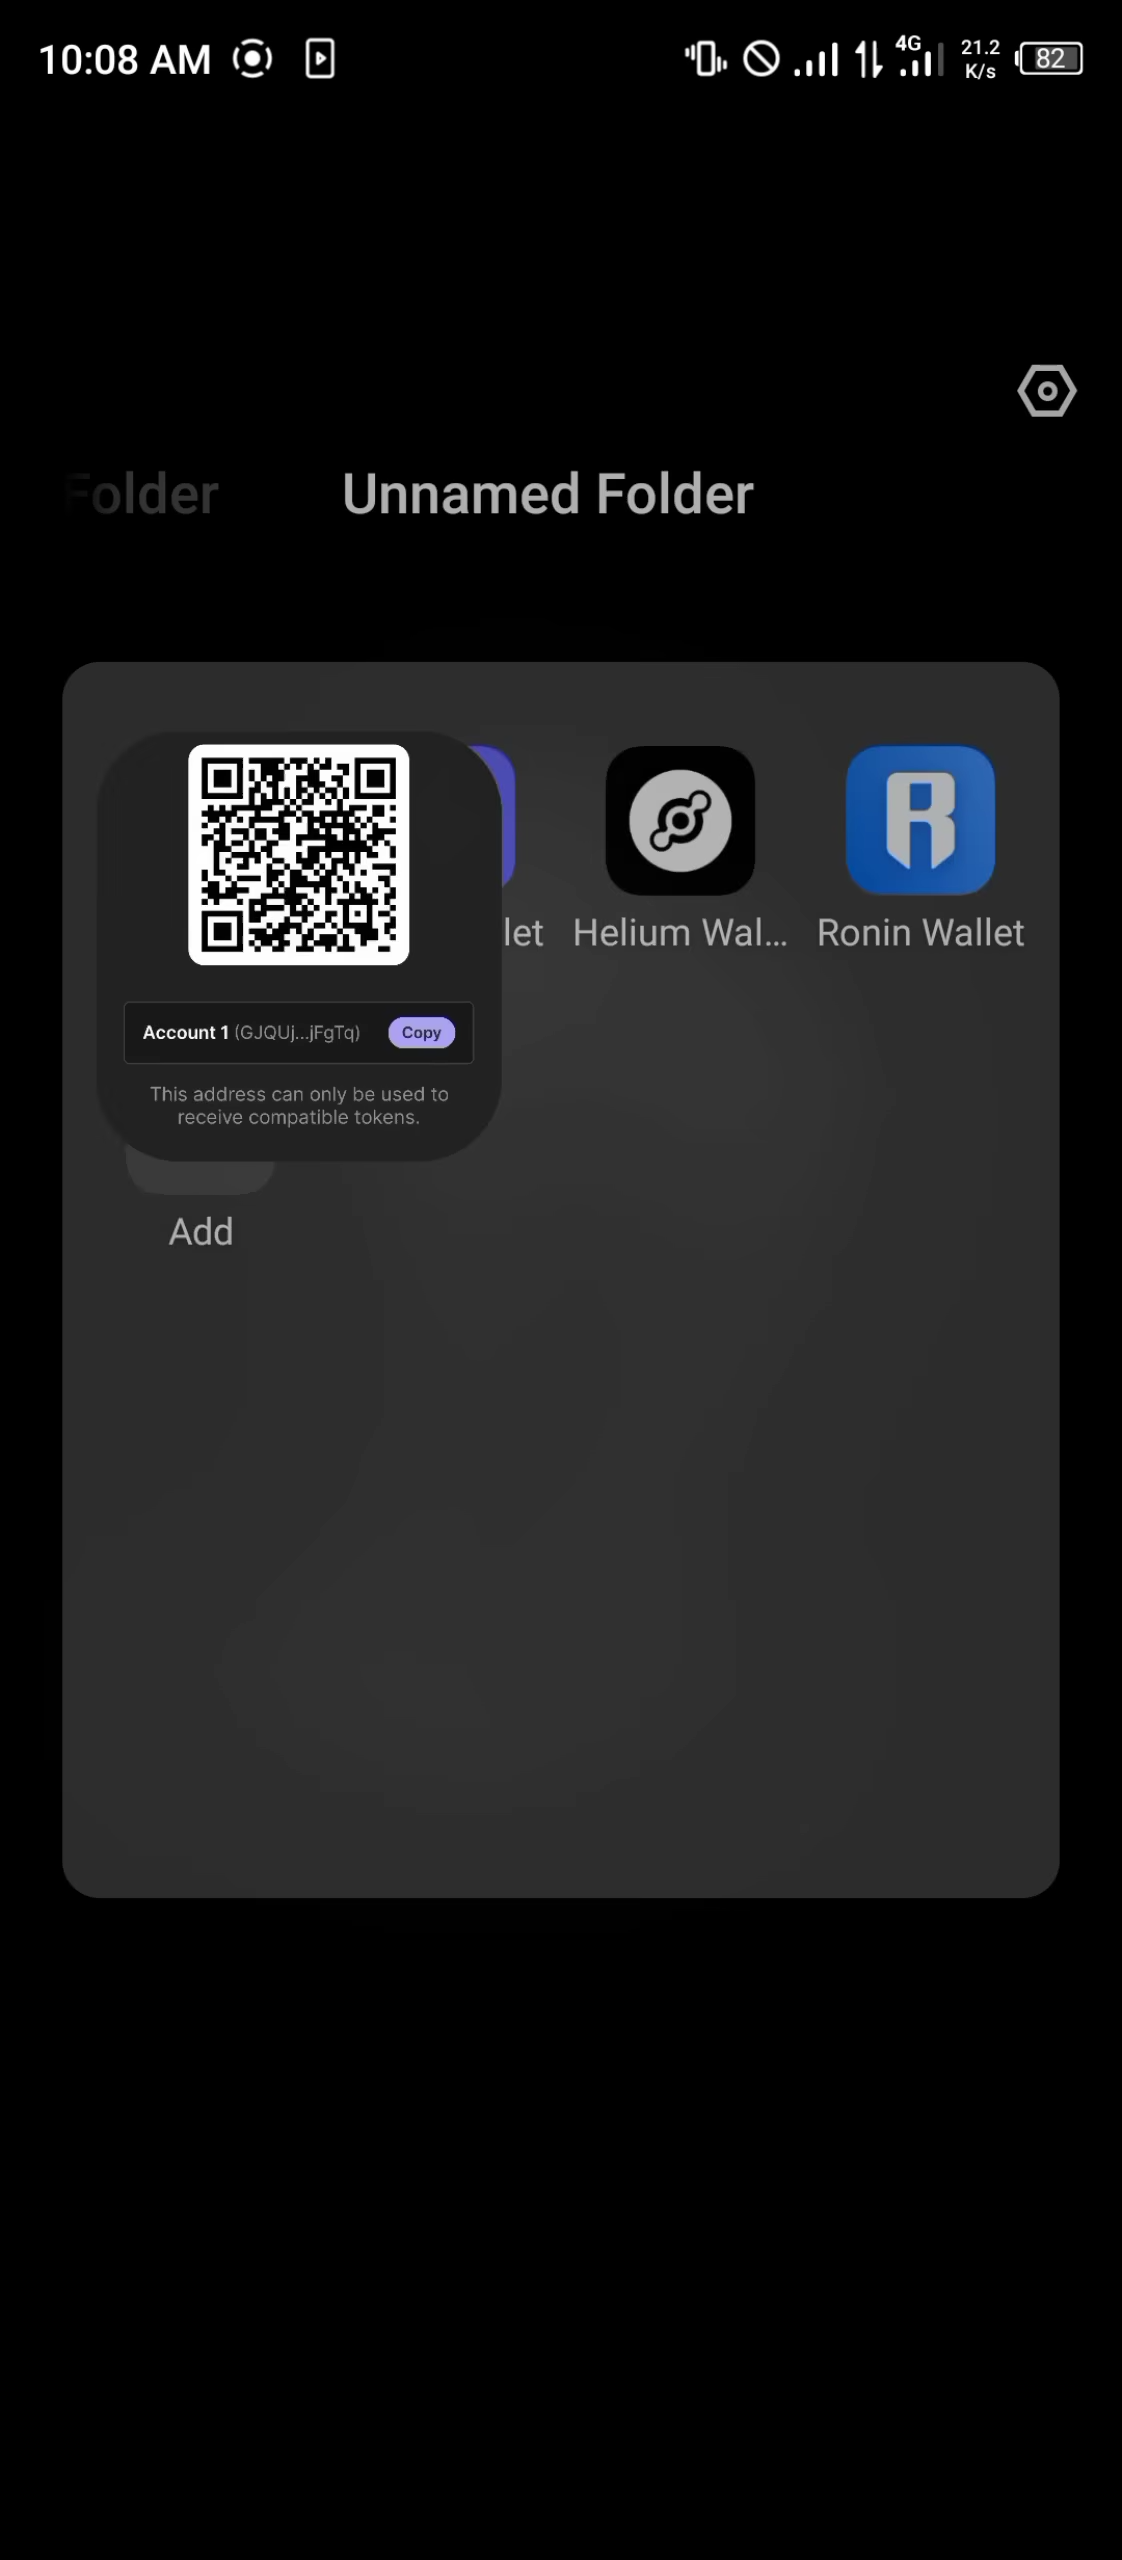 10:08 AM
4G
21.2
K/s
82
Folder
Unnamed Folder
Account 1 (GJQUj...jFgTq)
Copy
This address can only be used to
receive compatible tokens.
let
Helium Wal...
Ronin Wallet
Add